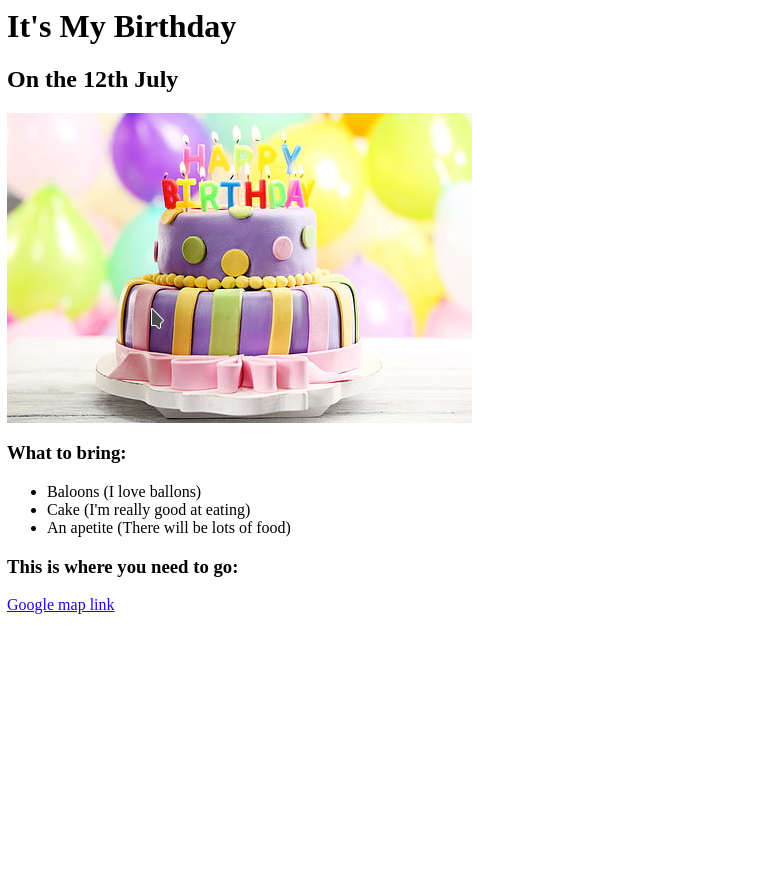 It's My Birthday
On the 12th July
HAPPY
BIRTHDAY
What to bring:
Baloons (I love ballons)
Cake (I'm really good at eating)
An apetite (There will be lots of food)
This is where you need to go:
Google map link